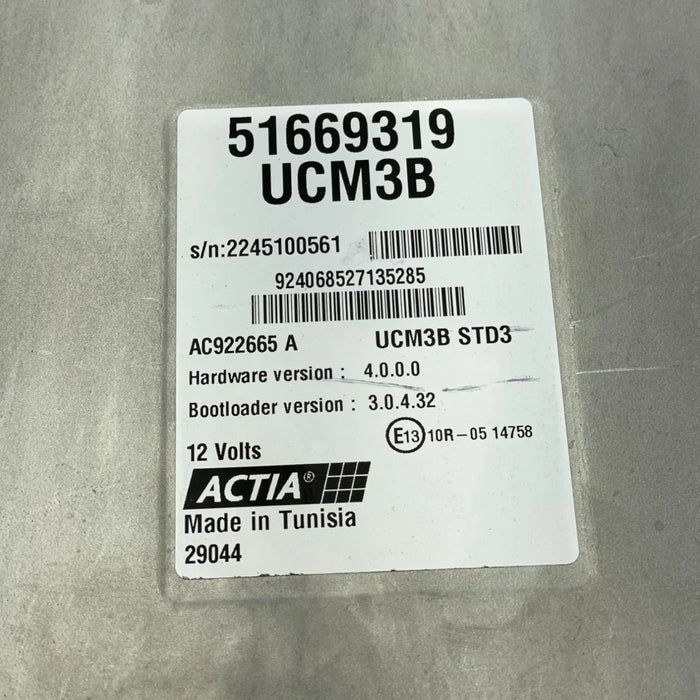 51669319
UCM3B
s/n:2245100561
924068527135285
AC922665 A UCM3B STD3
Hardware version : 4.0.0.0
Bootloader version : 3.0.4.32
E13 10R-05 14758
12 Volts
ACTIA®
Made in Tunisia
29044